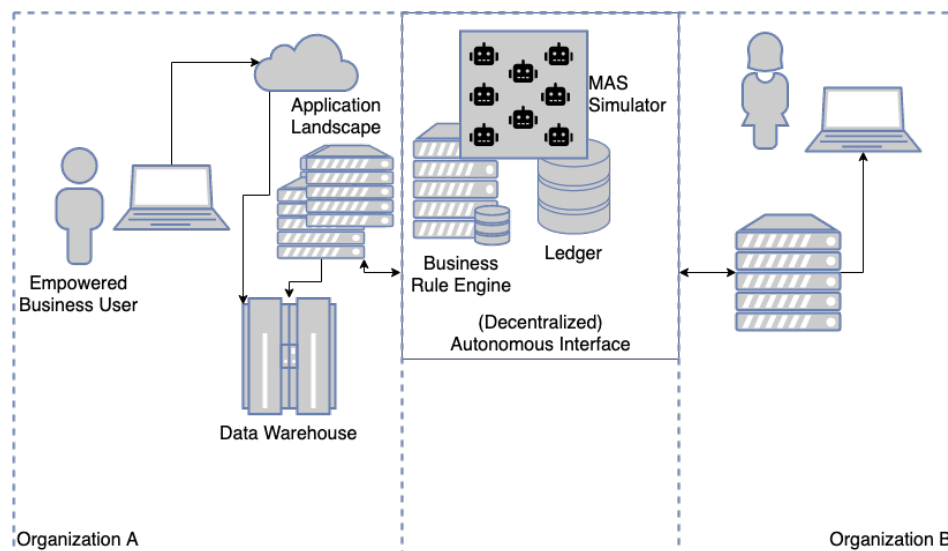 Application
Landscape
MAS
Simulator
Empowered
Business User
Business
Rule Engine
Ledger
(Decentralized)
Autonomous Interface
Data Warehouse
Organization A
Organization B